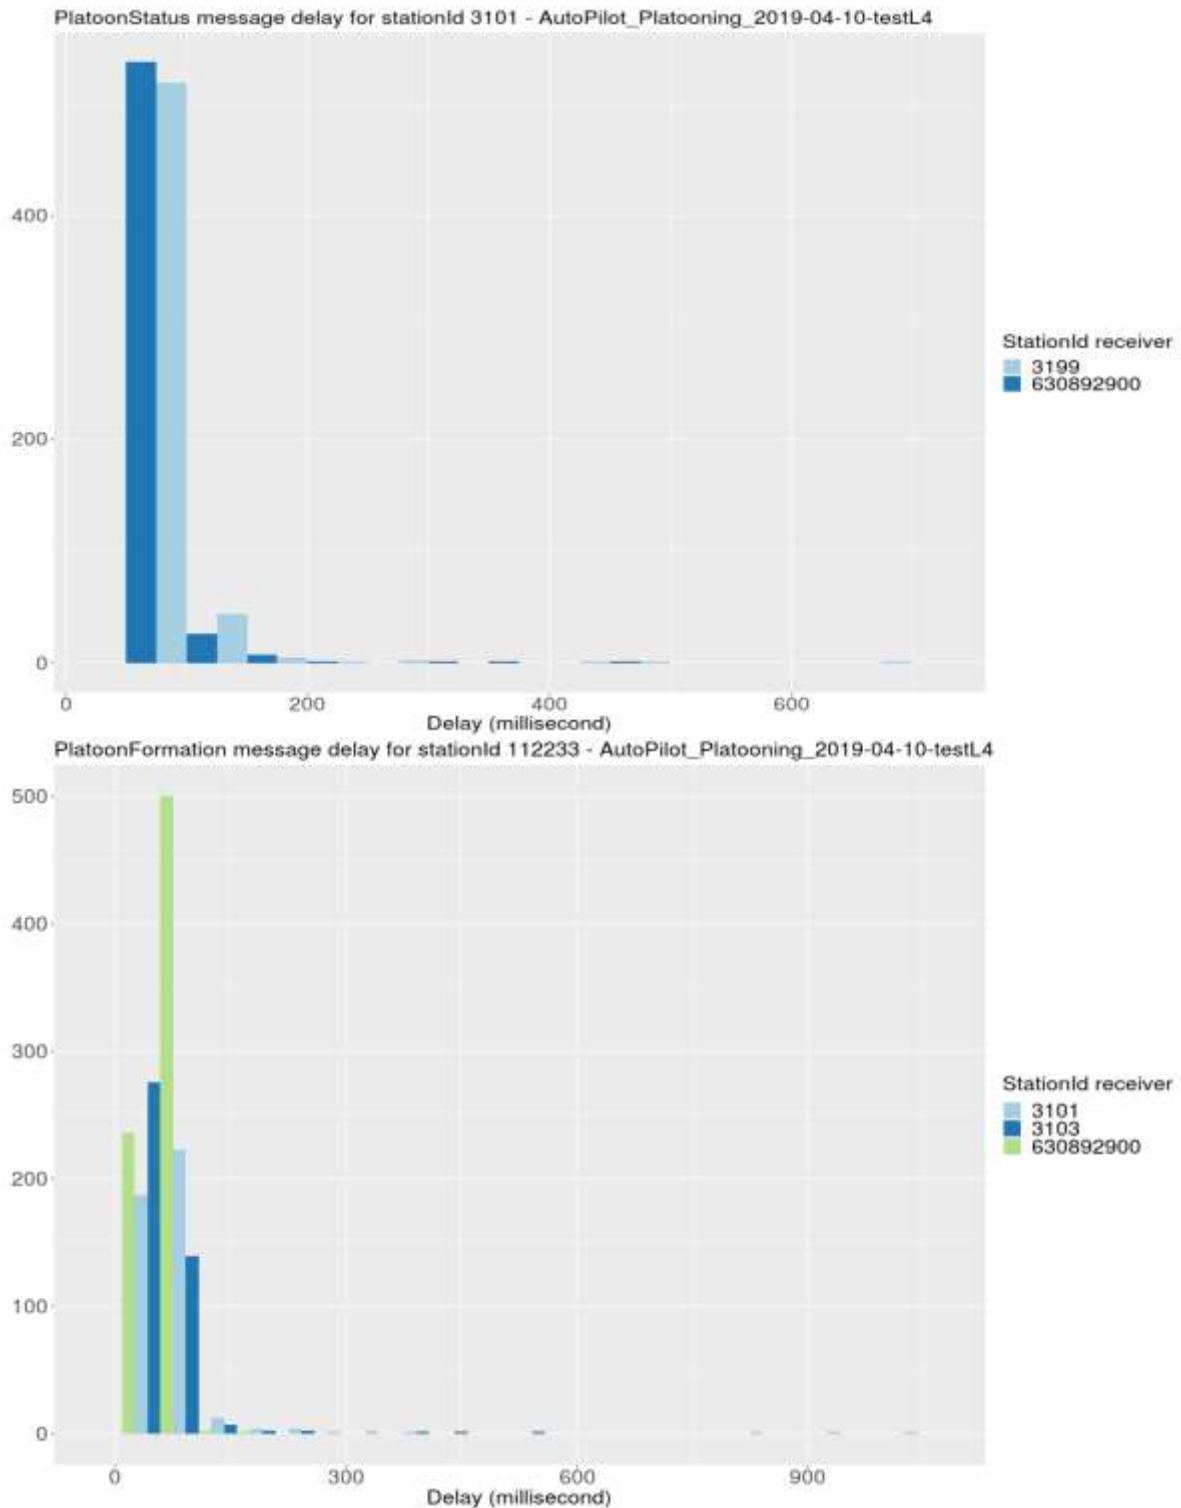 PlatoonStatus message delay for stationId 3101 - AutoPilot_Platooning_2019-04-10-testL4
400
200
0
0 200 400 600
Delay (millisecond)
StationId receiver
3199
630892900
PlatoonFormation message delay for stationId 112233 - AutoPilot_Platooning_2019-04-10-testL4
500
400
300
200
100
0
0 300 600 900
Delay (millisecond)
StationId receiver
3101
3103
630892900